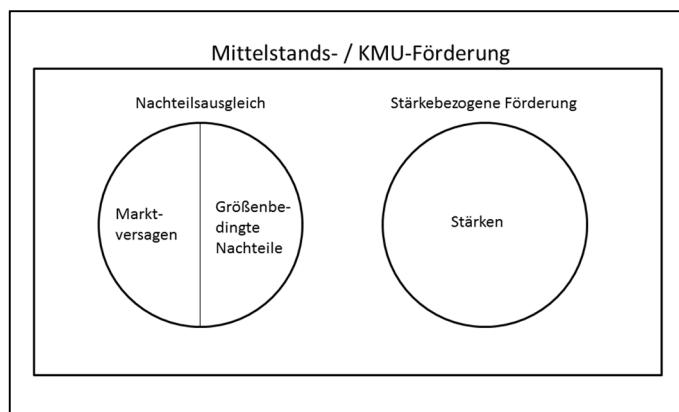 Mittelstands- / KMU-Förderung
Nachteilsausgleich
Stärkebezogene Förderung
Markt-
versagen
Größenbe-
dingte
Nachteile
Stärken